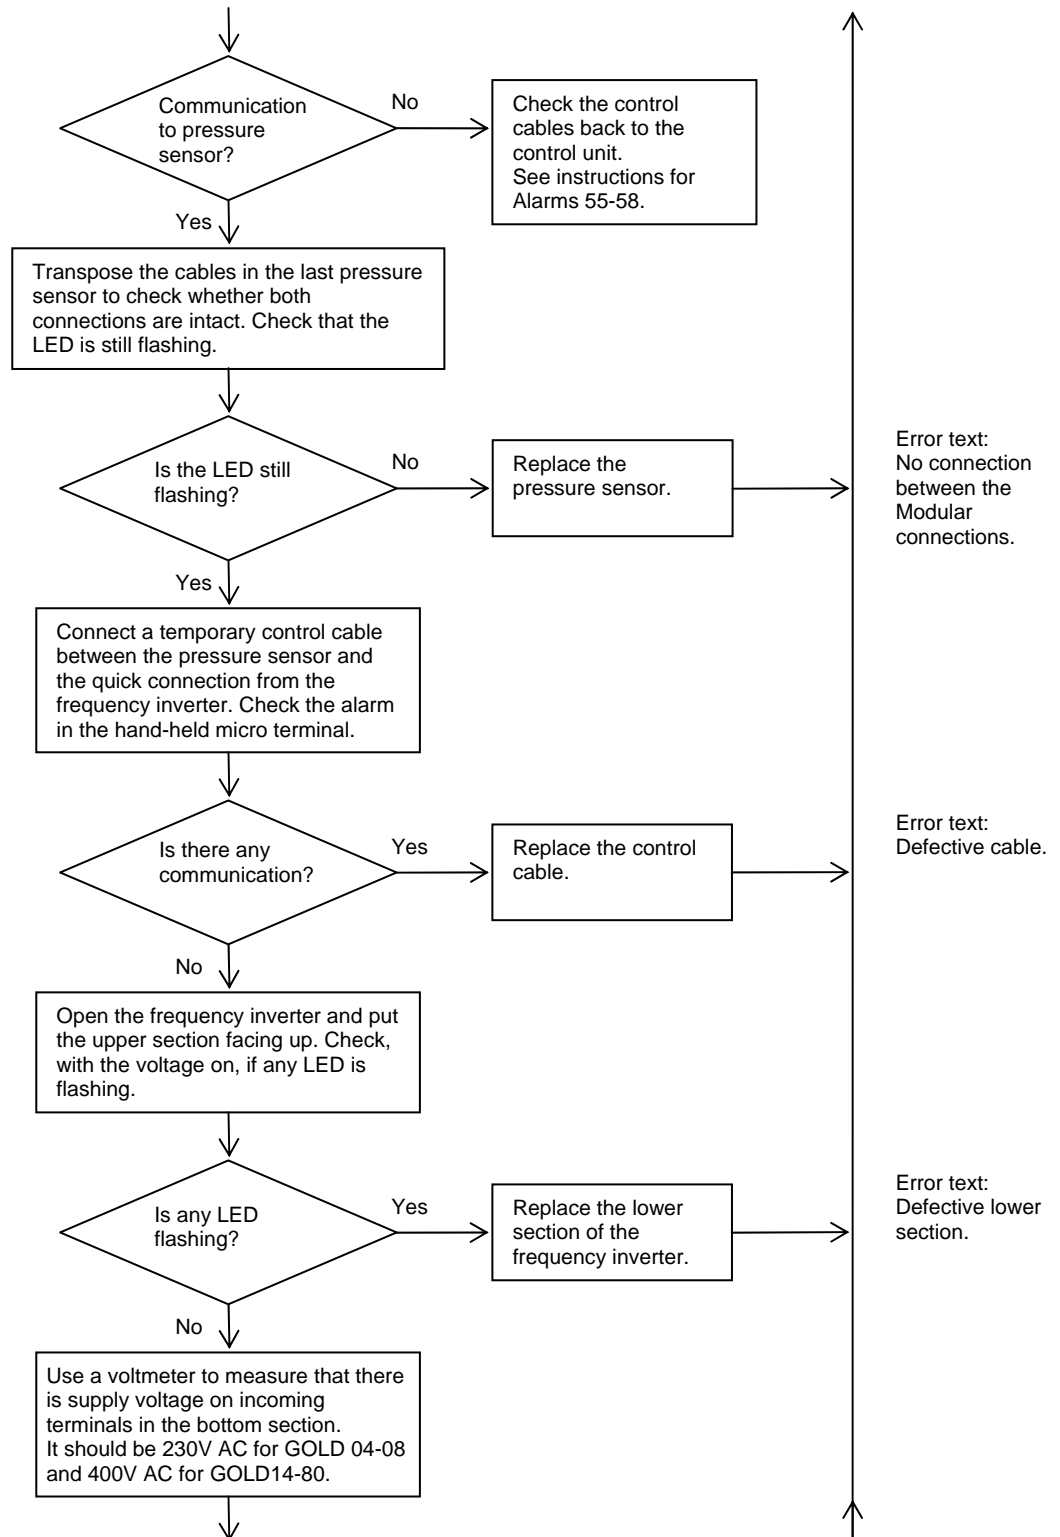 Communication
to pressure
sensor?
No
Check the control
cables back to the
control unit.
See instructions for
Alarms 55-58.
Yes
Transpose the cables in the last pressure
sensor to check whether both
connections are intact. Check that the
LED is still flashing.
Is the LED still
flashing?
No
Replace the
pressure sensor.
Error text:
No connection
between the
Modular
connections.
Yes
Connect a temporary control cable
between the pressure sensor and
the quick connection from the
frequency inverter. Check the alarm
in the hand-held micro terminal.
Is there any
communication?
Yes
Replace the control
cable.
Error text:
Defective cable.
No
Open the frequency inverter and put
the upper section facing up. Check,
with the voltage on, if any LED is
flashing.
Is any LED
flashing?
Yes
Replace the lower
section of the
frequency inverter.
Error text:
Defective lower
section.
No
Use a voltmeter to measure that there
is supply voltage on incoming
terminals in the bottom section.
It should be 230V AC for GOLD 04-08
and 400V AC for GOLD14-80.